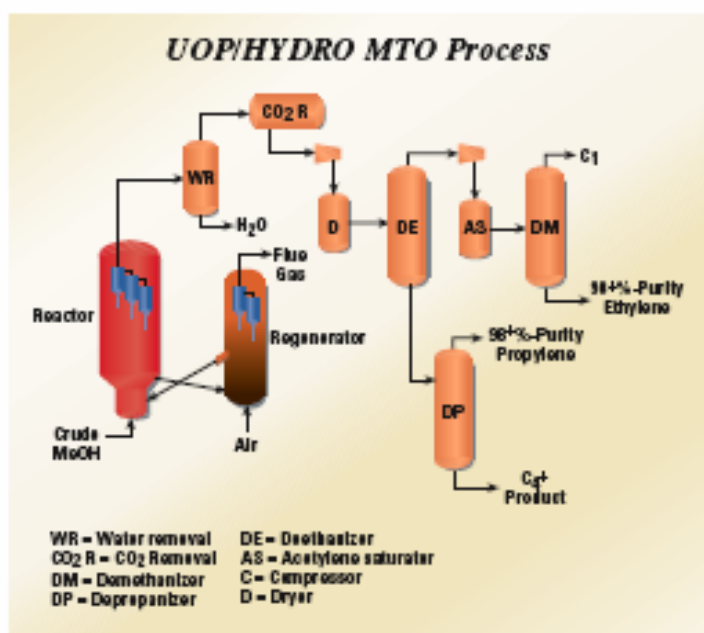 UOP/HYDRO MTO Process
CO2 R
WR
C1
D
DE
AS
DM
H2O
Flue
Gas
98+%-Purity
Ethylene
Reactor
Regenerator
98+%-Purity
Propylene
DP
Crude
MeOH
Air
C4+
Product
WR = Water removal
CO2 R = CO2 Removal
DM = Demethanizer
DP = Depropanizer
DE = Deethanizer
AS = Acetylene saturator
C = Compressor
D = Dryer